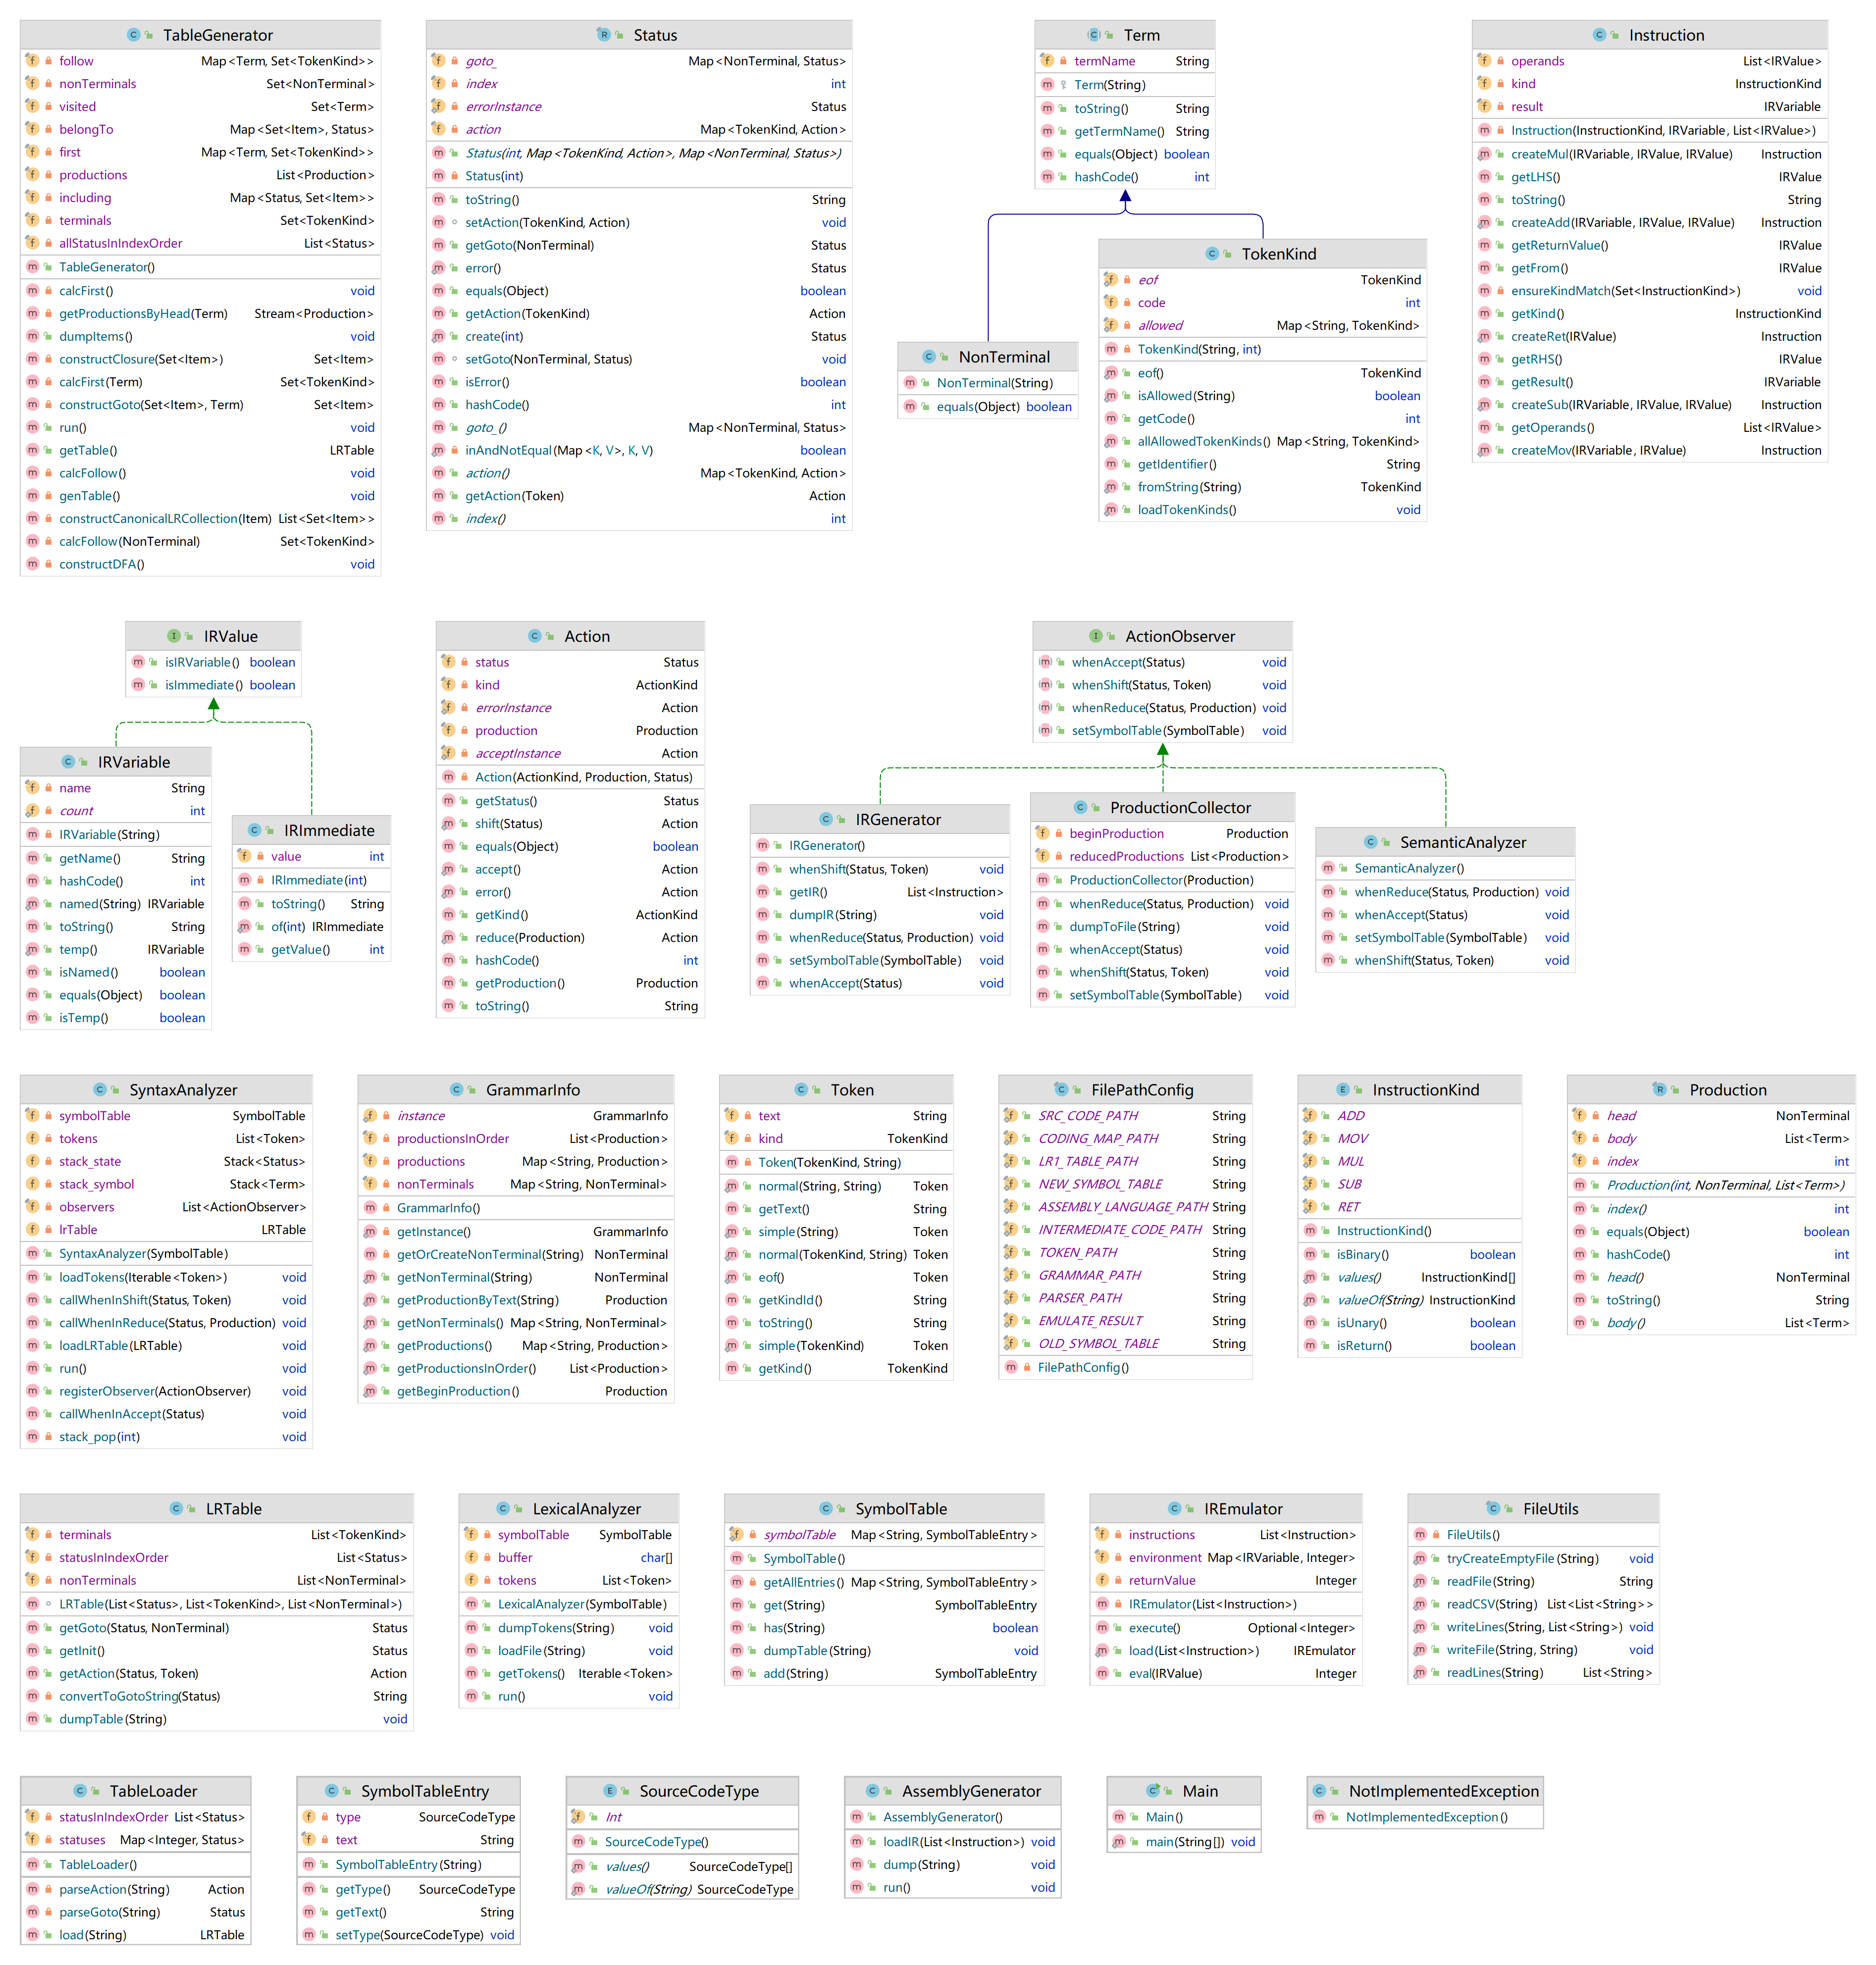 TableGenerator
follow Map<Term, Set<TokenKind>>
nonTerminals Set<NonTerminal>
visited Set<Term>
belongTo Map<Set<Item>, Status>
first Map<Term, Set<TokenKind>>
productions List<Production>
including Map<Status, Set<Item>>
terminals Set<TokenKind>
allStatusInIndexOrder List<Status>
TableGenerator()
calcFirst() void
getProductionsByHead(Term) Stream<Production>
dumpItems() void
constructClosure(Set<Item>) Set<Item>
calcFirst(Term) Set<TokenKind>
constructGoto(Set<Item>, Term) Set<Item>
run() void
getTable() LRTable
calcFollow() void
genTable() void
constructCanonicalLRCollection(Item) List<Set<Item>>
calcFollow(NonTerminal) Set<TokenKind>
constructDFA() void
Status
goto_ Map<NonTerminal, Status>
index int
errorInstance Status
action Map<TokenKind, Action>
Status(int, Map<TokenKind, Action>, Map<NonTerminal, Status>)
Status(int)
toString() String
setAction(TokenKind, Action) void
getGoto(NonTerminal) Status
error() Status
equals(Object) boolean
getAction(TokenKind) Action
create(int) Status
setGoto(NonTerminal, Status) void
isError() boolean
hashCode() int
goto_() Map<NonTerminal, Status>
inAndNotEqual(Map<K, V>, K, V) boolean
action() Map<TokenKind, Action>
getAction(Token) Action
index() int
Term
termName String
Term(String)
toString() String
getTermName() String
equals(Object) boolean
hashCode() int
TokenKind
eof TokenKind
code int
allowed Map<String, TokenKind>
TokenKind(String, int)
eof() TokenKind
isAllowed(String) boolean
getCode() int
allAllowedTokenKinds() Map<String, TokenKind>
getIdentifier() String
fromString(String) TokenKind
loadTokenKinds() void
NonTerminal
NonTerminal(String)
equals(Object) boolean
Instruction
operands List<IRValue>
kind InstructionKind
result IRVariable
Instruction(InstructionKind, IRVariable, List<IRValue>)
createMul(IRVariable, IRValue, IRValue) Instruction
getLHS() IRValue
toString() String
createAdd(IRVariable, IRValue, IRValue) Instruction
getReturnValue() IRValue
getFrom() IRValue
ensureKindMatch(Set<InstructionKind>) void
getKind() InstructionKind
createRet(IRValue) Instruction
getRHS() IRValue
getResult() IRVariable
createSub(IRVariable, IRValue, IRValue) Instruction
getOperands() List<IRValue>
createMov(IRVariable, IRValue) Instruction
IRValue
isIRVariable() boolean
isImmediate() boolean
IRVariable
name String
count int
IRVariable(String)
getName() String
hashCode() int
named(String) IRVariable
toString() String
temp() IRVariable
isNamed() boolean
equals(Object) boolean
isTemp() boolean
IRImmediate
value int
IRImmediate(int)
toString() String
of(int) IRImmediate
getValue() int
Action
status Status
kind ActionKind
errorInstance Action
production Production
acceptInstance Action
Action(ActionKind, Production, Status)
getStatus() Status
shift(Status) Action
equals(Object) boolean
accept() Action
error() Action
getKind() ActionKind
reduce(Production) Action
hashCode() int
getProduction() Production
toString() String
ActionObserver
whenAccept(Status) void
whenShift(Status, Token) void
whenReduce(Status, Production) void
setSymbolTable(SymbolTable) void
IRGenerator
IRGenerator()
whenShift(Status, Token) void
getIR() List<Instruction>
dumpIR(String) void
whenReduce(Status, Production) void
setSymbolTable(SymbolTable) void
whenAccept(Status) void
ProductionCollector
beginProduction Production
reducedProductions List<Production>
ProductionCollector(Production)
whenReduce(Status, Production) void
dumpToFile(String) void
whenAccept(Status) void
whenShift(Status, Token) void
setSymbolTable(SymbolTable) void
SemanticAnalyzer
SemanticAnalyzer()
whenReduce(Status, Production) void
whenAccept(Status) void
setSymbolTable(SymbolTable) void
whenShift(Status, Token) void
SyntaxAnalyzer
symbolTable SymbolTable
tokens List<Token>
stack_state Stack<Status>
stack_symbol Stack<Term>
observers List<ActionObserver>
lrTable LRTable
SyntaxAnalyzer(SymbolTable)
loadTokens(Iterable<Token>) void
callWhenInShift(Status, Token) void
callWhenInReduce(Status, Production) void
loadLRTable(LRTable) void
run() void
registerObserver(ActionObserver) void
callWhenInAccept(Status) void
stack_pop(int) void
GrammarInfo
instance GrammarInfo
productionsInOrder List<Production>
productions Map<String, Production>
nonTerminals Map<String, NonTerminal>
GrammarInfo()
getInstance() GrammarInfo
getOrCreateNonTerminal(String) NonTerminal
getNonTerminal(String) NonTerminal
getProductionByText(String) Production
getNonTerminals() Map<String, NonTerminal>
getProductions() Map<String, Production>
getProductionsInOrder() List<Production>
getBeginProduction() Production
Token
text String
kind TokenKind
Token(TokenKind, String)
normal(String, String) Token
getText() String
simple(String) Token
normal(TokenKind, String) Token
eof() Token
getKindId() String
toString() String
simple(TokenKind) Token
getKind() TokenKind
FilePathConfig
SRC_CODE_PATH String
CODING_MAP_PATH String
LR1_TABLE_PATH String
NEW_SYMBOL_TABLE String
ASSEMBLY_LANGUAGE_PATH String
INTERMEDIATE_CODE_PATH String
TOKEN_PATH String
GRAMMAR_PATH String
PARSER_PATH String
EMULATE_RESULT String
OLD_SYMBOL_TABLE String
FilePathConfig()
InstructionKind
ADD
MOV
MUL
SUB
RET
InstructionKind()
isBinary() boolean
values() InstructionKind[]
valueOf(String) InstructionKind
isUnary() boolean
isReturn() boolean
Production
head NonTerminal
body List<Term>
index int
Production(int, NonTerminal, List<Term>)
index() int
equals(Object) boolean
hashCode() int
head() NonTerminal
toString() String
body() List<Term>
LRTable
terminals List<TokenKind>
statusInIndexOrder List<Status>
nonTerminals List<NonTerminal>
LRTable(List<Status>, List<TokenKind>, List<NonTerminal>)
getGoto(Status, NonTerminal) Status
getInit() Status
getAction(Status, Token) Action
convertToGotoString(Status) String
dumpTable(String) void
LexicalAnalyzer
symbolTable SymbolTable
buffer char[]
tokens List<Token>
LexicalAnalyzer(SymbolTable)
dumpTokens(String) void
loadFile(String) void
getTokens() Iterable<Token>
run() void
SymbolTable
symbolTable Map<String, SymbolTableEntry>
SymbolTable()
getAllEntries() Map<String, SymbolTableEntry>
get(String) SymbolTableEntry
has(String) boolean
dumpTable(String) void
add(String) SymbolTableEntry
IREmulator
instructions List<Instruction>
environment Map<IRVariable, Integer>
returnValue Integer
IREmulator(List<Instruction>)
execute() Optional<Integer>
load(List<Instruction>) IREmulator
eval(IRValue) Integer
FileUtils
FileUtils()
tryCreateEmptyFile(String) void
readFile(String) String
readCSV(String) List<List<String>>
writeLines(String, List<String>) void
writeFile(String, String) void
readLines(String) List<String>
TableLoader
statusInIndexOrder List<Status>
statuses Map<Integer, Status>
TableLoader()
parseAction(String) Action
parseGoto(String) Status
load(String) LRTable
SymbolTableEntry
type SourceCodeType
text String
SymbolTableEntry(String)
getType() SourceCodeType
getText() String
setType(SourceCodeType) void
SourceCodeType
Int
SourceCodeType()
values() SourceCodeType[]
valueOf(String) SourceCodeType
AssemblyGenerator
AssemblyGenerator()
loadIR(List<Instruction>) void
dump(String) void
run() void
Main
Main()
main(String[]) void
NotImplementedException
NotImplementedException()